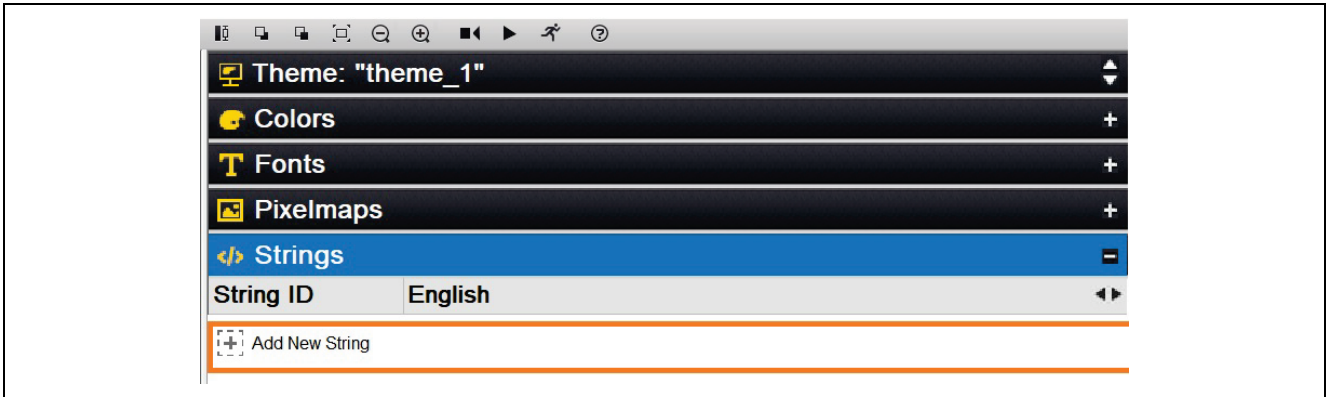 Theme: "theme_1"
Colors
Fonts
Pixelmaps
Strings
String ID English
Add New String